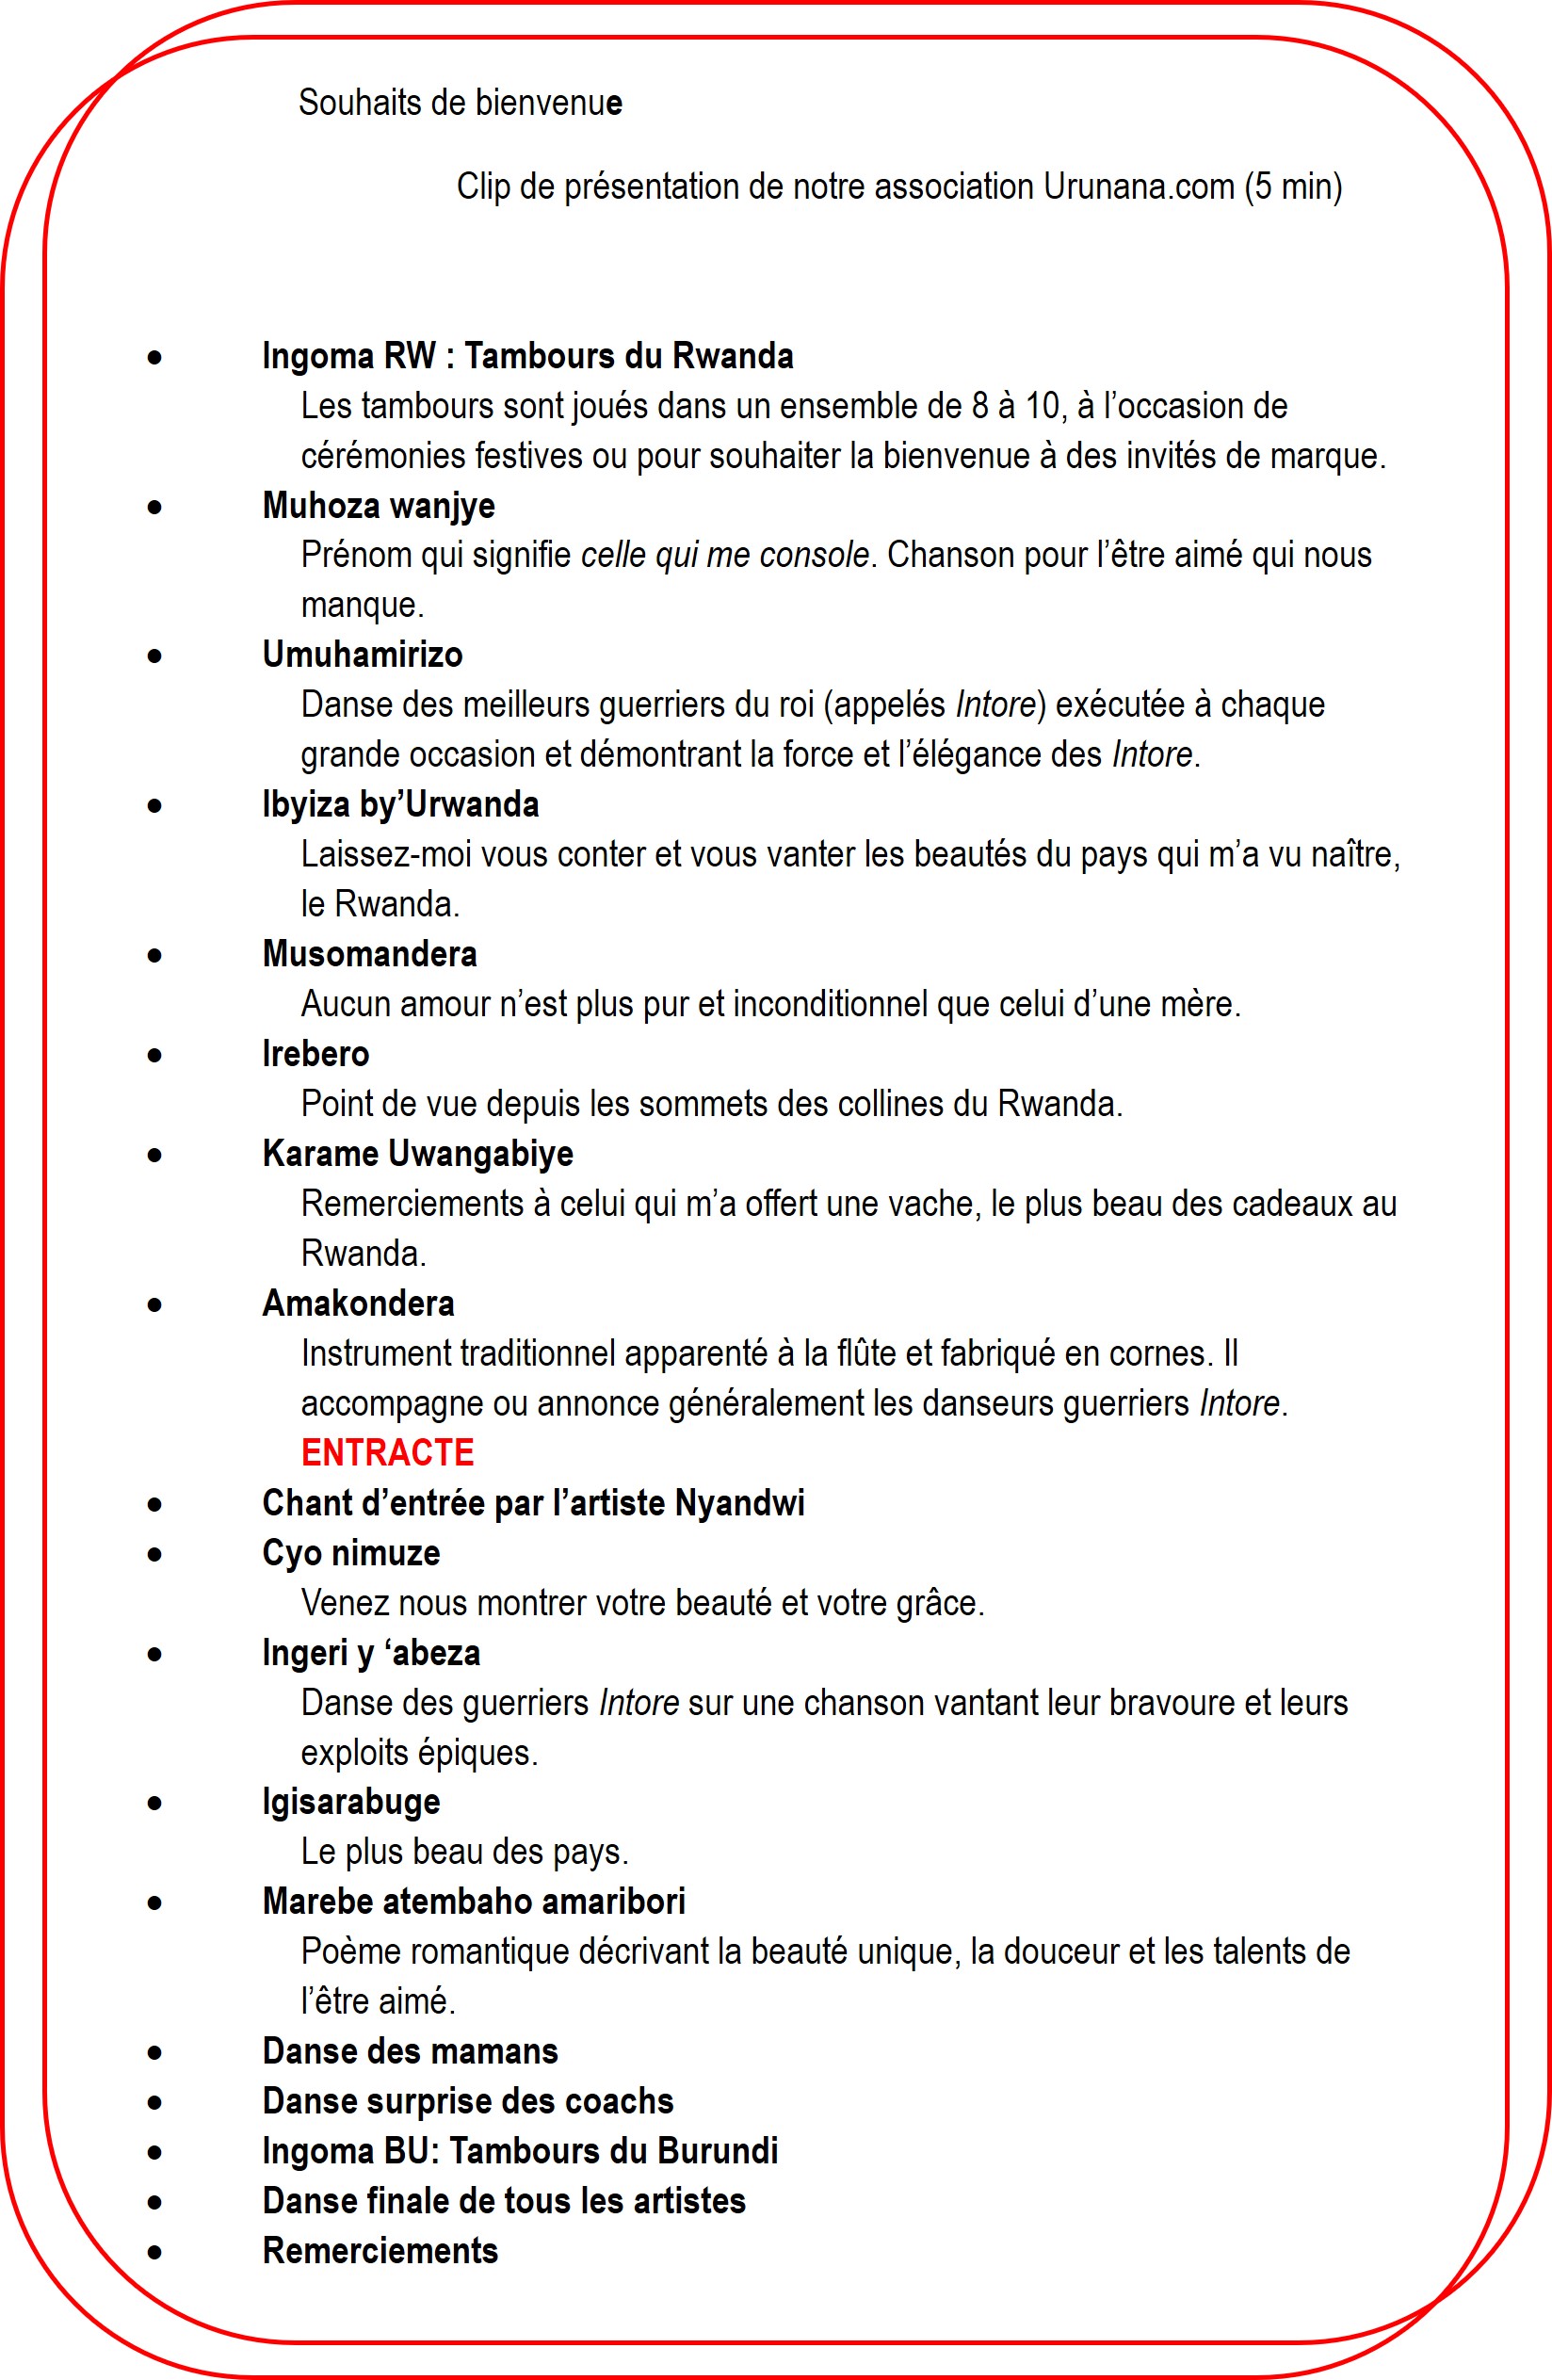 Souhaits de bienvenue
Clip de présentation de notre association Urunana.com (5 min)
• Ingoma RW : Tambours du Rwanda
Les tambours sont joués dans un ensemble de 8 à 10, à l’occasion de
cérémonies festives ou pour souhaiter la bienvenue à des invités de marque.
• Muhoza wanjye
Prénom qui signifie celle qui me console. Chanson pour l’être aimé qui nous
manque.
• Umuhamirizo
Danse des meilleurs guerriers du roi (appelés Intore) exécutée à chaque
grande occasion et démontrant la force et l’élégance des Intore.
• Ibyiza by’Urwanda
Laissez-moi vous conter et vous vanter les beautés du pays qui m’a vu naître,
le Rwanda.
• Musomandera
Aucun amour n’est plus pur et inconditionnel que celui d’une mère.
• Irebero
Point de vue depuis les sommets des collines du Rwanda.
• Karame Uwangabiye
Remerciements à celui qui m’a offert une vache, le plus beau des cadeaux au
Rwanda.
• Amakondera
Instrument traditionnel apparenté à la flûte et fabriqué en cornes. Il
accompagne ou annonce généralement les danseurs guerriers Intore.
ENTRACTE
• Chant d’entrée par l’artiste Nyandwi
• Cyo nimuze
Venez nous montrer votre beauté et votre grâce.
• Ingeri y ‘abeza
Danse des guerriers Intore sur une chanson vantant leur bravoure et leurs
exploits épiques.
• Igisarabuge
Le plus beau des pays.
• Marebe atembaho amaribori
Poème romantique décrivant la beauté unique, la douceur et les talents de
l’être aimé.
• Danse des mamans
• Danse surprise des coachs
• Ingoma BU: Tambours du Burundi
• Danse finale de tous les artistes
• Remerciements